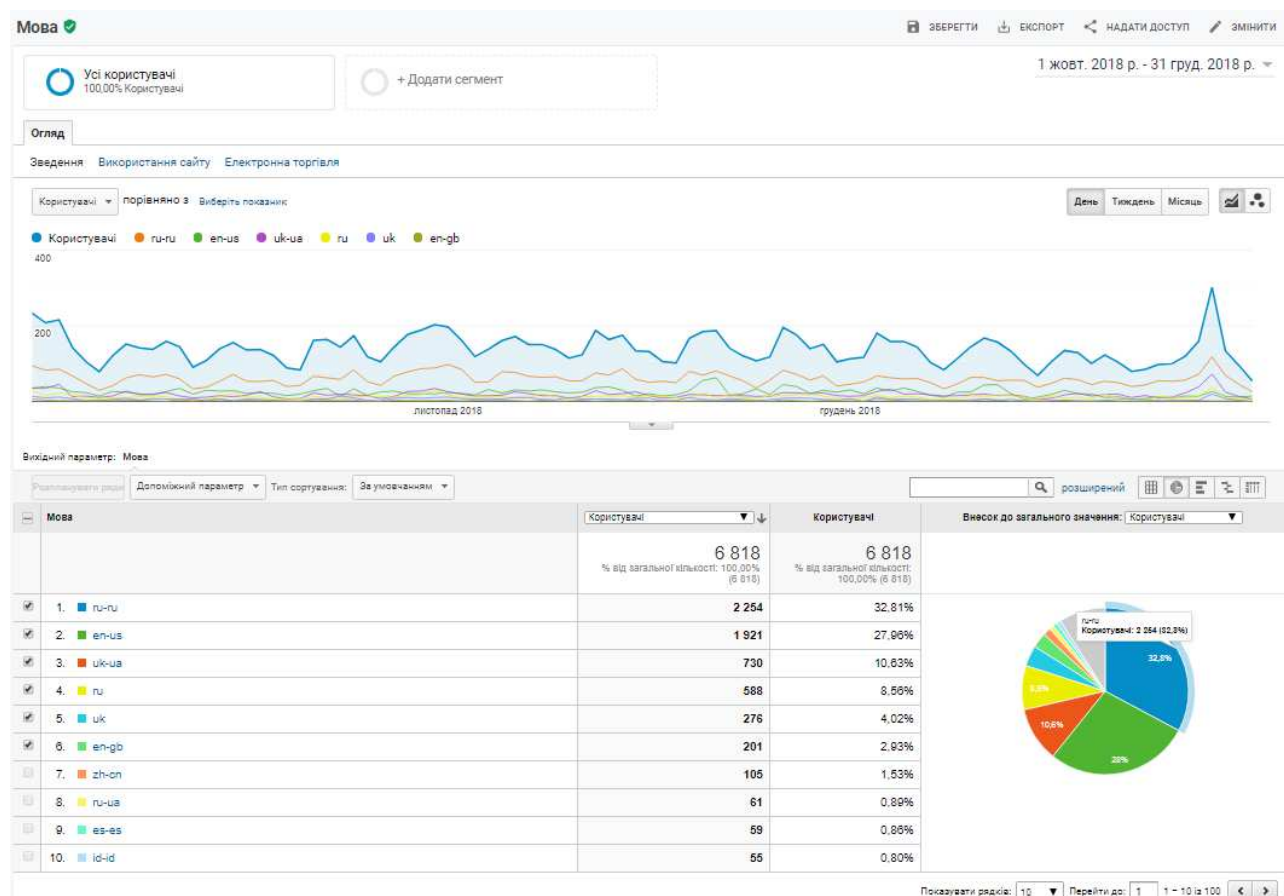 Мова
ЗБЕРЕГТИ ЕКСПОРТ НАДАТИ ДОСТУП ЗМІНИТИ
Усі користувачі
100,00% Користувачі
+ Додати сегмент
1 жовт. 2018 р. - 31 груд. 2018 р.
Огляд
Зведення Використання сайту Електронна торгівля
Користувачі порівняно з Виберіть показник
День Тиждень Місяць
Користувачі ru-ru en-us uk-ua ru uk en-gb
400
200
листопад 2018 грудень 2018
Вихідний параметр: Мова
Розпланувати рядки Допоміжний параметр Тип сортування: За умовчанням розширений
Мова Користувачі Користувачі Внесок до загального значення: Користувачі
6 818 6 818
% від загальної кількості: 100,00% % від загальної кількості:
(6 818) 100,00% (6 818)
1. ru-ru 2 254 32,81%
2. en-us 1 921 27,96%
3. uk-ua 730 10,63%
4. ru 588 8,56%
5. uk 276 4,02%
6. en-gb 201 2,93%
7. zh-cn 105 1,53%
8. ru-ua 61 0,89%
9. es-es 59 0,86%
10. id-id 55 0,80%
ru-ru
Користувачі: 2 254 (32,8%)
32,8%
8,6%
10,6%
28%
Показувати рядків: 10 Перейти до: 1 1 – 10 із 100